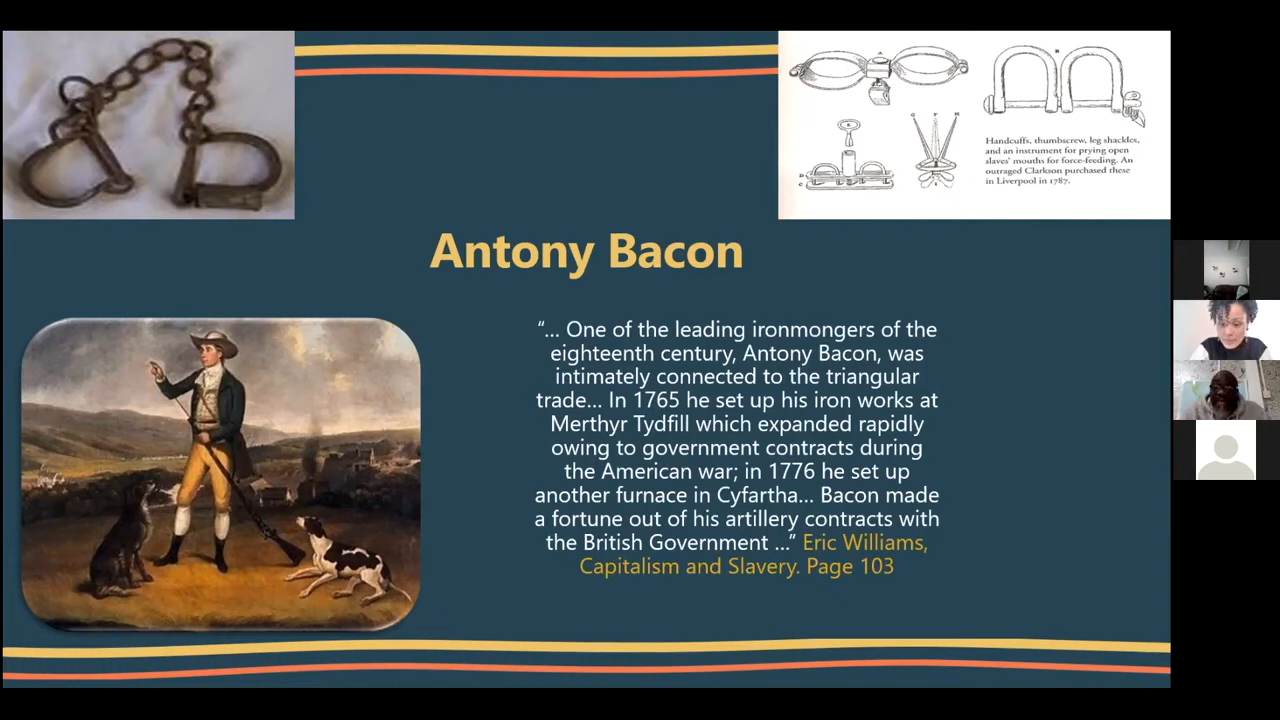 Handcuffs, thumbscrew, leg shackles,
and an instrument for prying open
slaves' mouths for force-feeding. An
outraged Clarkson purchased these
in Liverpool in 1787.
Antony Bacon
“... One of the leading ironmongers of the
eighteenth century, Antony Bacon, was
intimately connected to the triangular
trade... In 1765 he set up his iron works at
Merthyr Tydfill which expanded rapidly
owing to government contracts during
the American war; in 1776 he set up
another furnace in Cyfartha... Bacon made
a fortune out of his artillery contracts with
the British Government ...” Eric Williams,
Capitalism and Slavery. Page 103